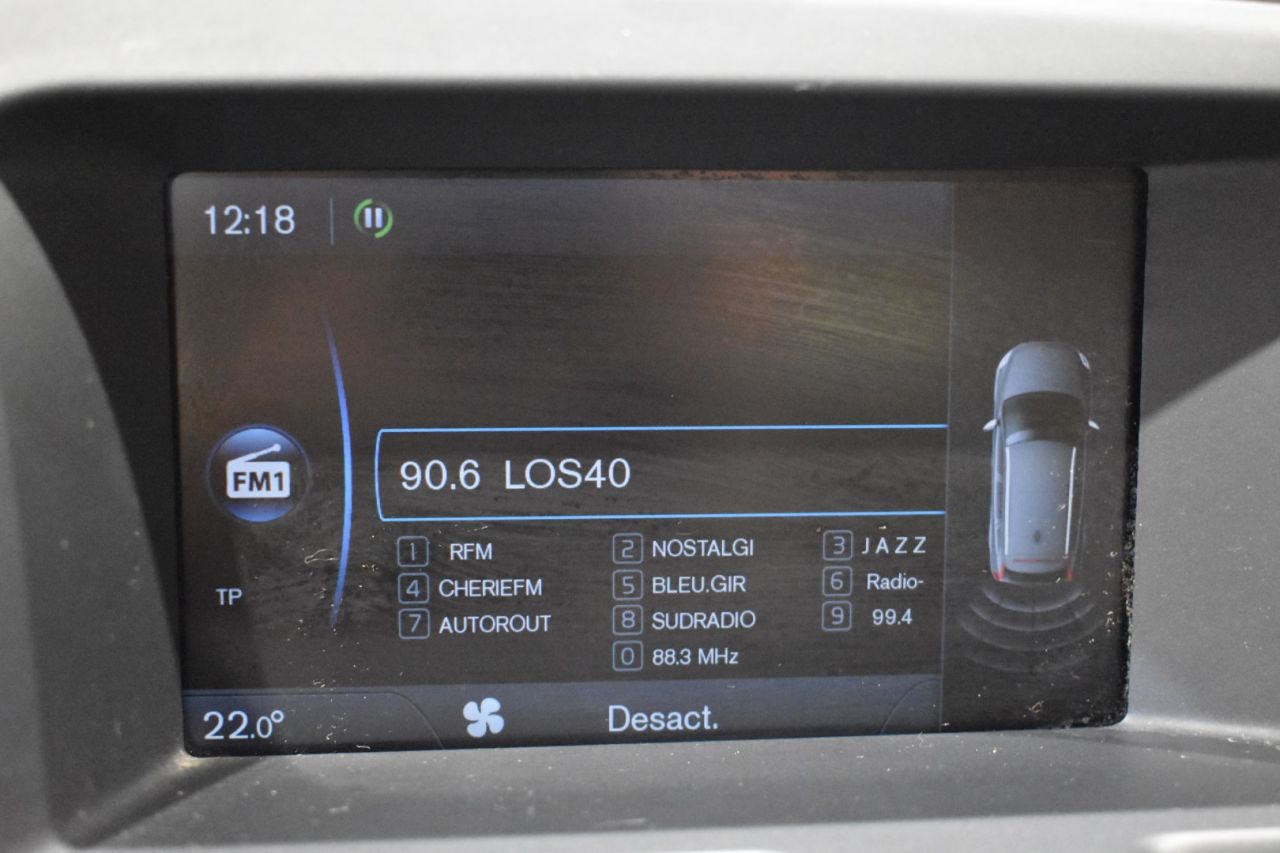 12:18
FM1
90.6 LOS40
1 RFM 2 NOSTALGI 3 JAZZ
4 CHERIEFM 5 BLEU.GIR 6 Radio-
TP
7 AUTOROUT 8 SUDRADIO 9 99.4
0 88.3 MHz
22.0° Desact.